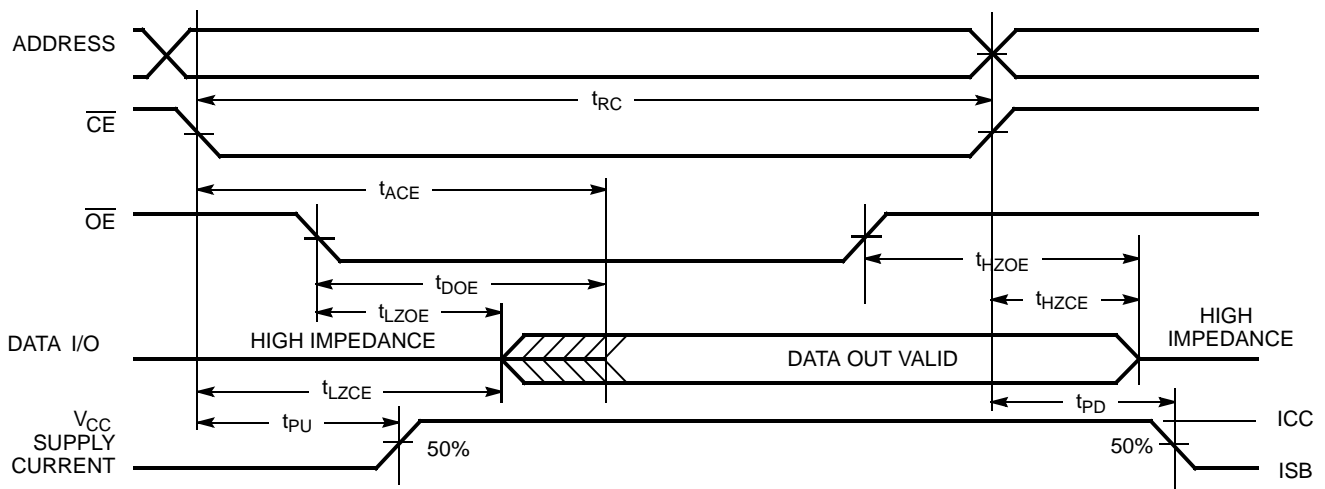 ADDRESS
tRC
CE
tACE
OE
tHZOE
tDOE
tLZOE
tHZCE
DATA I/O
HIGH IMPEDANCE
DATA OUT VALID
HIGH
IMPEDANCE
tLZCE
VCC
SUPPLY
CURRENT
tPU
50%
tPD
50%
ICC
ISB